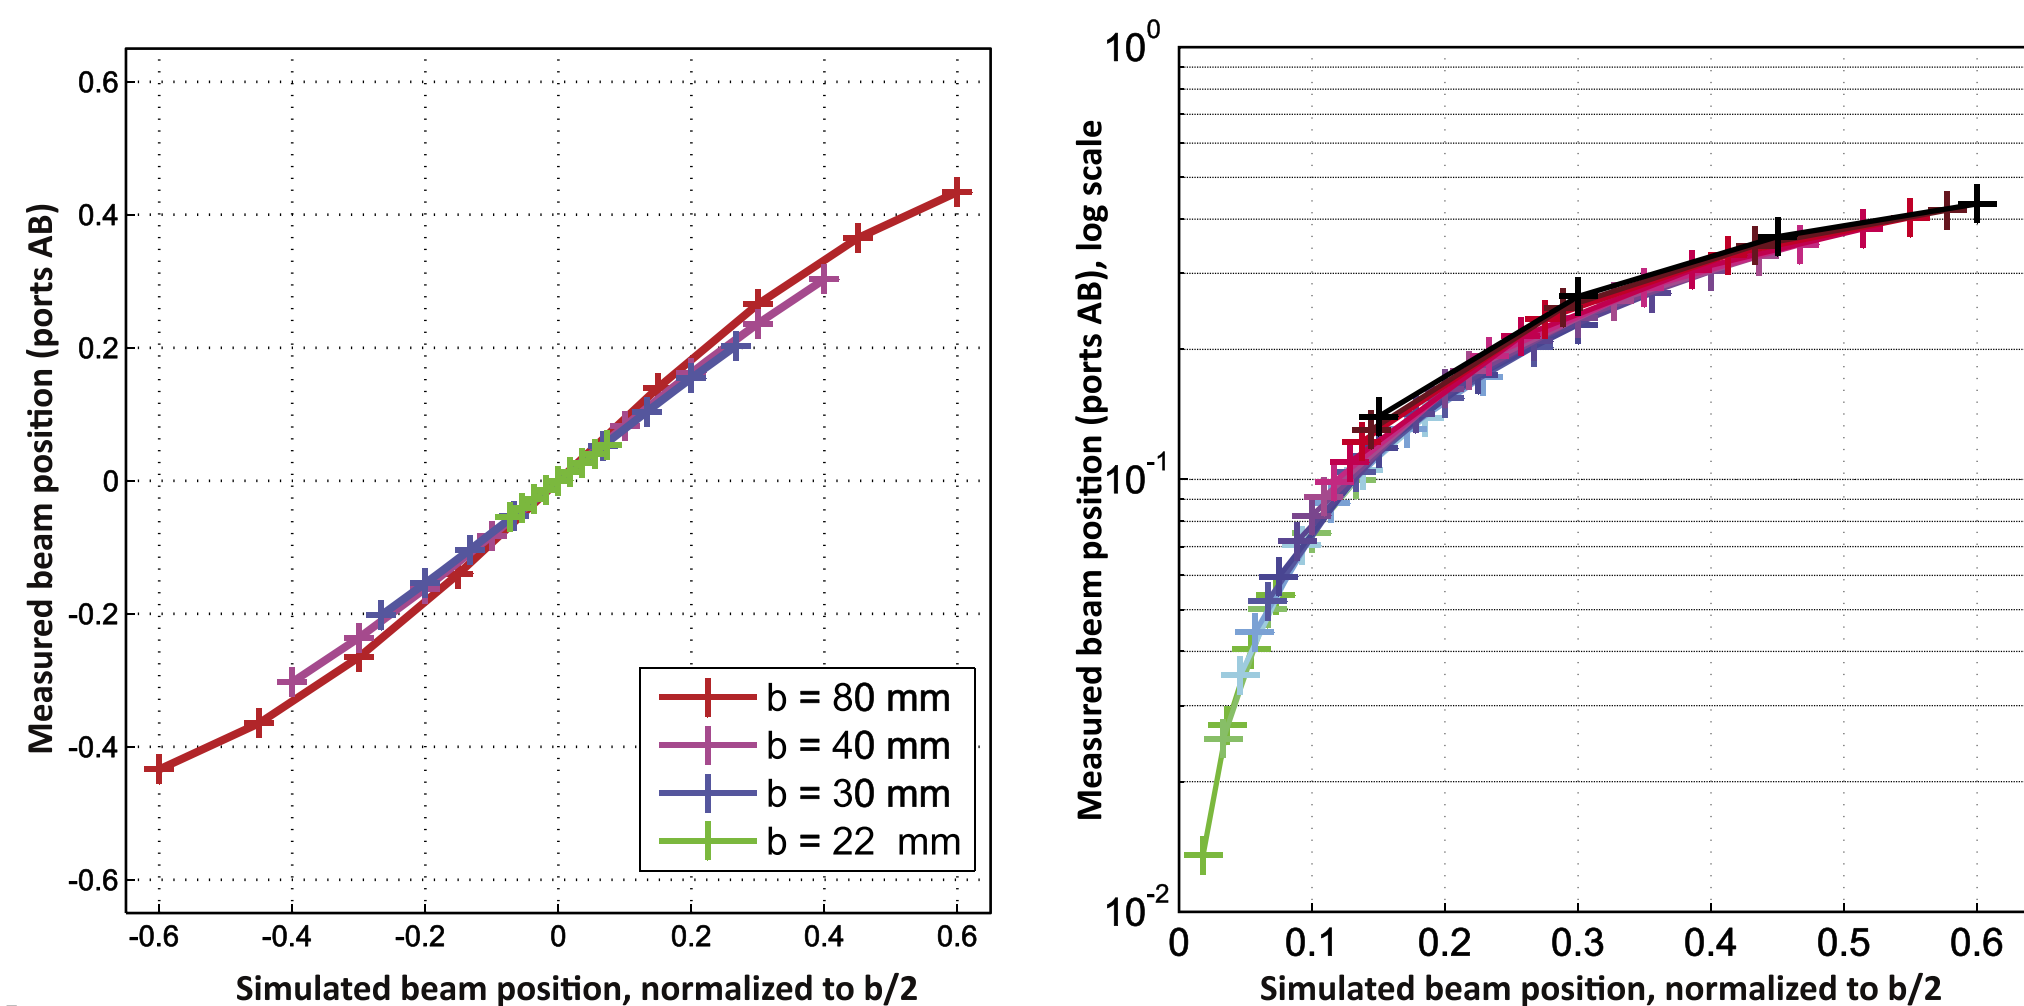 Measured beam position (ports AB)
0.6
0.4
0.2
0
-0.2
-0.4
-0.6
-0.6 -0.4 -0.2 0 0.2 0.4 0.6
Simulated beam position, normalized to b/2
b = 80 mm
b = 40 mm
b = 30 mm
b = 22 mm
Measured beam position (ports AB), log scale
10^0
10^-1
10^-2
0 0.1 0.2 0.3 0.4 0.5 0.6
Simulated beam position, normalized to b/2